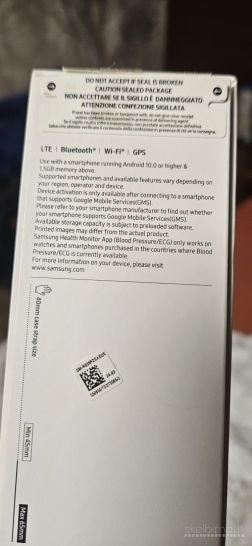 DO NOT ACCEPT IF SEAL IS BROKEN
CAUTION SEALED PACKAGE
NON ACCETTARE SE IL SIGILLO È DANNNEGGIATO
ATTENZIONE CONFEZIONE SIGILLATA
LTE | Bluetooth® | Wi-Fi® | GPS
Use with a smartphone running Android 10.0 or higher &
1.5GB memory above.
Supported smartphones and available features may vary depending on
your region, operator and device.
Device activation is only available after connecting to a smartphone
that supports Google Mobile Services(GMS).
Please refer to your smartphone manufacturer to find out whether
your smartphone supports Google Mobile Services(GMS).
Available storage capacity is subject to preloaded software.
Printed images may differ from the actual product.
Samsung Health Monitor App (Blood Pressure/ECG) only works on
watches and smartphones purchased in the countries where Blood
Pressure/ECG is currently available.
For more information on your device, please visit
www.samsung.com
40mm case strap size
Min 45mm
Max 65mm
skelbimai.lt